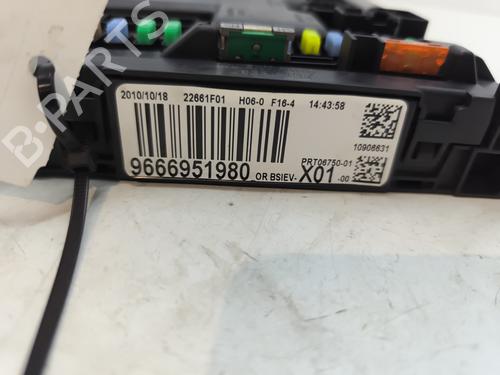 2010/10/18 22661F01 H06-0 F16-4 14:43:58
10906631
PRT06750-01
9666951980 OR BSIEV- X01 -00
B-PARTS